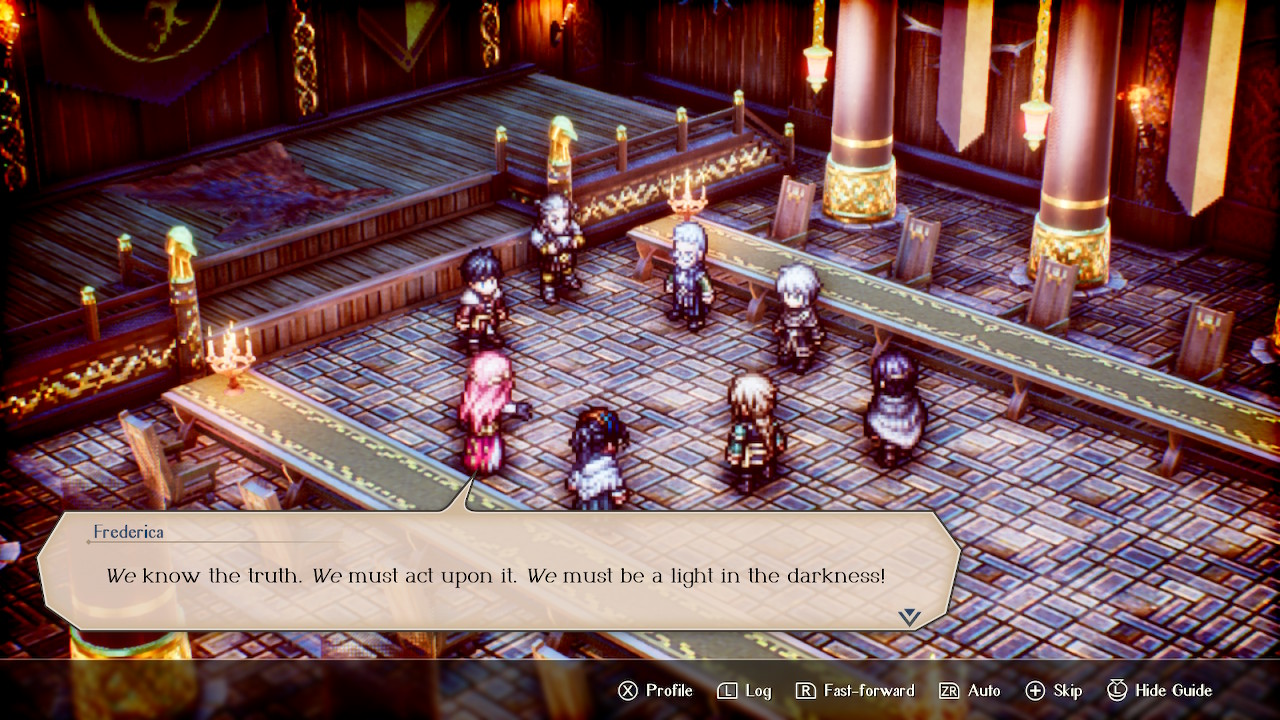 Frederica
We know the truth. We must act upon it. We must be a light in the darkness!
X Profile L Log R Fast-forward ZR Auto + Skip L Hide Guide